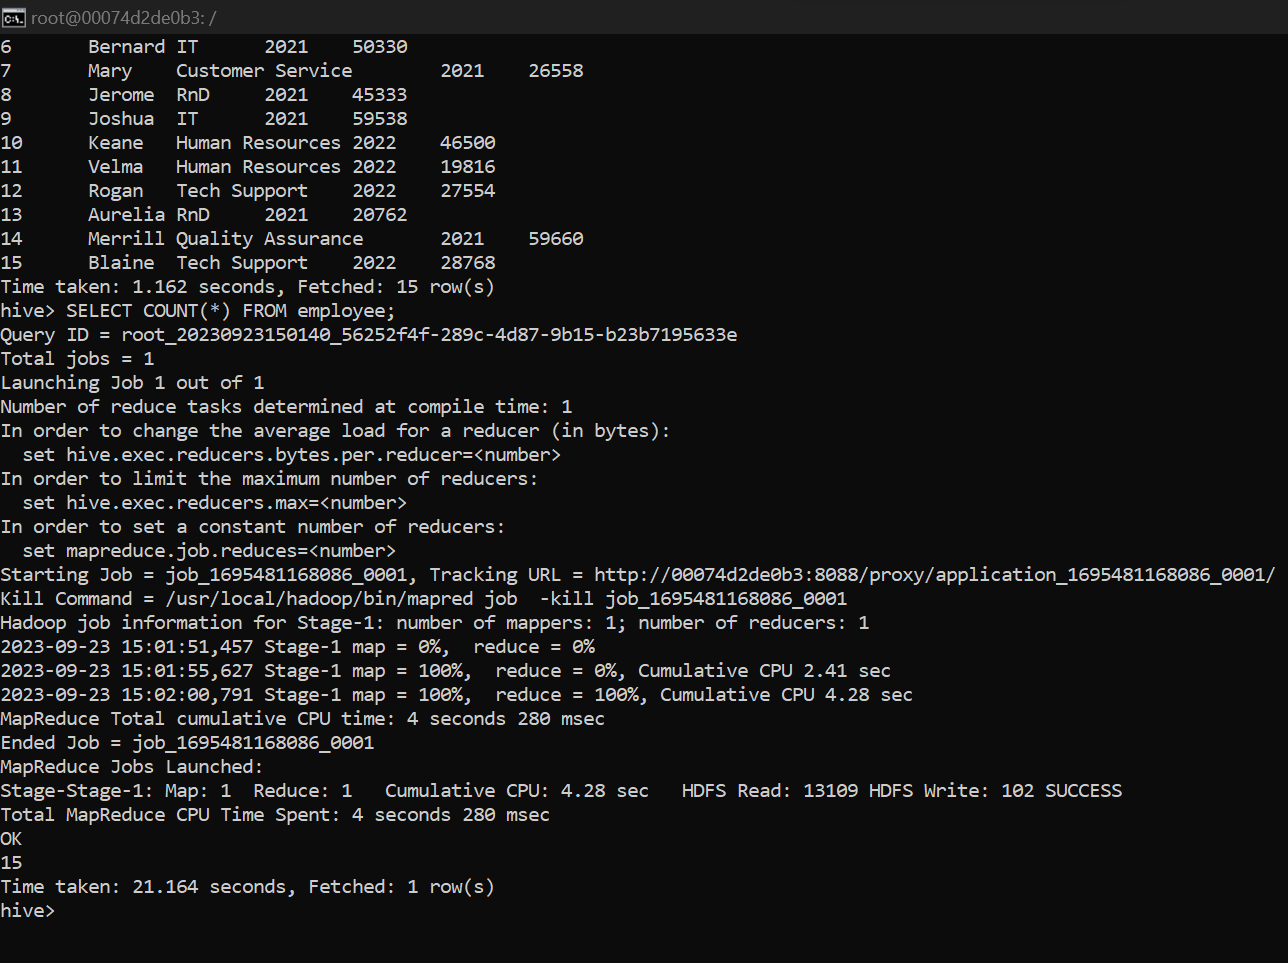 root@00074d2de0b3: /
6       Bernard IT      2021    50330
7       Mary    Customer Service        2021    26558
8       Jerome  RnD     2021    45333
9       Joshua  IT      2021    59538
10      Keane   Human Resources 2022    46500
11      Velma   Human Resources 2022    19816
12      Rogan   Tech Support    2022    27554
13      Aurelia RnD     2021    20762
14      Merrill Quality Assurance       2021    59660
15      Blaine  Tech Support    2022    28768
Time taken: 1.162 seconds, Fetched: 15 row(s)
hive> SELECT COUNT(*) FROM employee;
Query ID = root_20230923150140_56252f4f-289c-4d87-9b15-b23b7195633e
Total jobs = 1
Launching Job 1 out of 1
Number of reduce tasks determined at compile time: 1
In order to change the average load for a reducer (in bytes):
  set hive.exec.reducers.bytes.per.reducer=<number>
In order to limit the maximum number of reducers:
  set hive.exec.reducers.max=<number>
In order to set a constant number of reducers:
  set mapreduce.job.reduces=<number>
Starting Job = job_1695481168086_0001, Tracking URL = http://00074d2de0b3:8088/proxy/application_1695481168086_0001/
Kill Command = /usr/local/hadoop/bin/mapred job  -kill job_1695481168086_0001
Hadoop job information for Stage-1: number of mappers: 1; number of reducers: 1
2023-09-23 15:01:51,457 Stage-1 map = 0%,  reduce = 0%
2023-09-23 15:01:55,627 Stage-1 map = 100%,  reduce = 0%, Cumulative CPU 2.41 sec
2023-09-23 15:02:00,791 Stage-1 map = 100%,  reduce = 100%, Cumulative CPU 4.28 sec
MapReduce Total cumulative CPU time: 4 seconds 280 msec
Ended Job = job_1695481168086_0001
MapReduce Jobs Launched:
Stage-Stage-1: Map: 1  Reduce: 1   Cumulative CPU: 4.28 sec   HDFS Read: 13109 HDFS Write: 102 SUCCESS
Total MapReduce CPU Time Spent: 4 seconds 280 msec
OK
15
Time taken: 21.164 seconds, Fetched: 1 row(s)
hive>